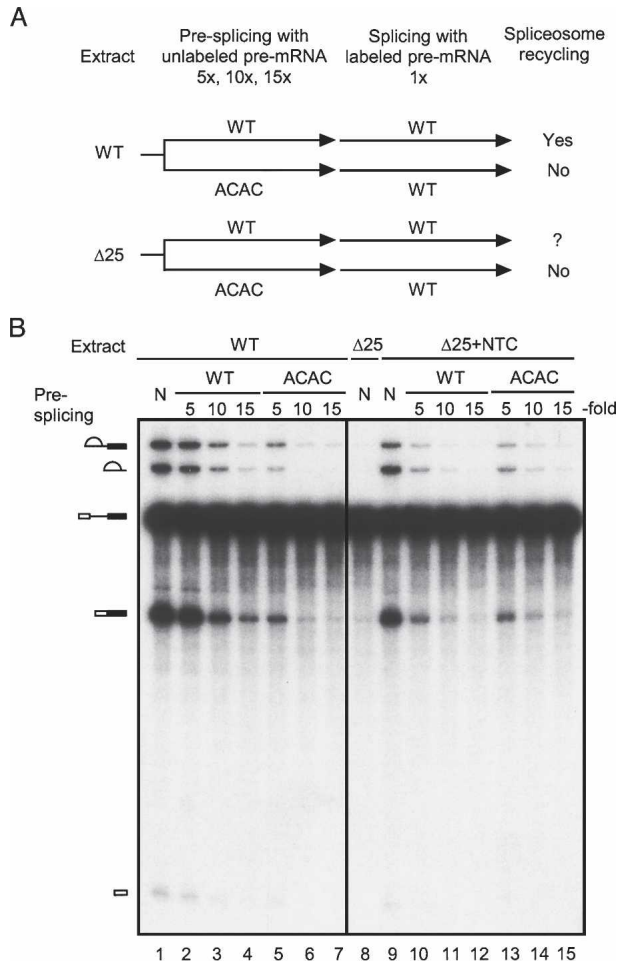 A
Extract
Pre-splicing with
unlabeled pre-mRNA
5x, 10x, 15x
Splicing with
labeled pre-mRNA
1x
Spliceosome
recycling
WT
WT
WT
Yes
ACAC
WT
No
Δ25
WT
WT
?
ACAC
WT
No
B
Extract
WT
Δ25
Δ25+NTC
Pre-
splicing
N
WT
ACAC
N
N
WT
ACAC
5 10 15 5 10 15 5 10 15 5 10 15 -fold
1 2 3 4 5 6 7 8 9 10 11 12 13 14 15